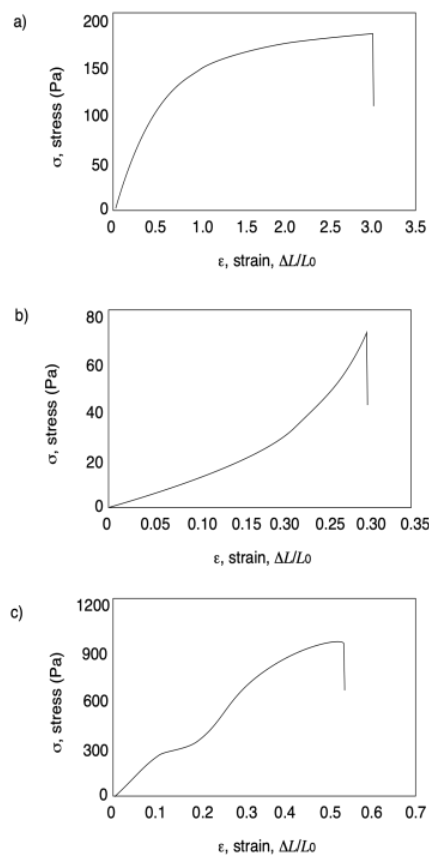 a)
σ, stress (Pa)
200
150
100
50
0
0 0.5 1.0 1.5 2.0 2.5 3.0 3.5
ε, strain, ΔL/L0
b)
σ, stress (Pa)
80
60
40
20
0
0 0.05 0.10 0.15 0.30 0.25 0.30 0.35
ε, strain, ΔL/L0
c)
σ, stress (Pa)
1200
900
600
300
0
0 0.1 0.2 0.3 0.4 0.5 0.6 0.7
ε, strain, ΔL/L0